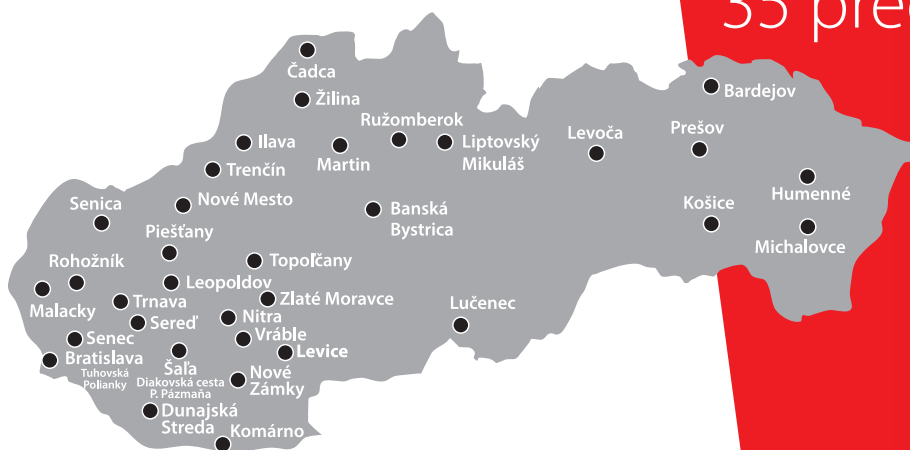 35
Čadca
Žilina
Ružomberok
Bardejov
Ilava
Martin
Liptovský
Mikuláš
Levoča
Prešov
Trenčín
Nové Mesto
Senica
Banská
Bystrica
Humenné
Košice
Piešťany
Michalovce
Rohožník
Topoľčany
Leopoldov
Malacky
Trnava
Zlaté Moravce
Lučenec
Sereď
Nitra
Senec
Vráble
Bratislava
Tuhovská
Polianky
Levice
Šaľa
Diakovská cesta
P. Pázmaňa
Nové
Zámky
Dunajská
Streda
Komárno